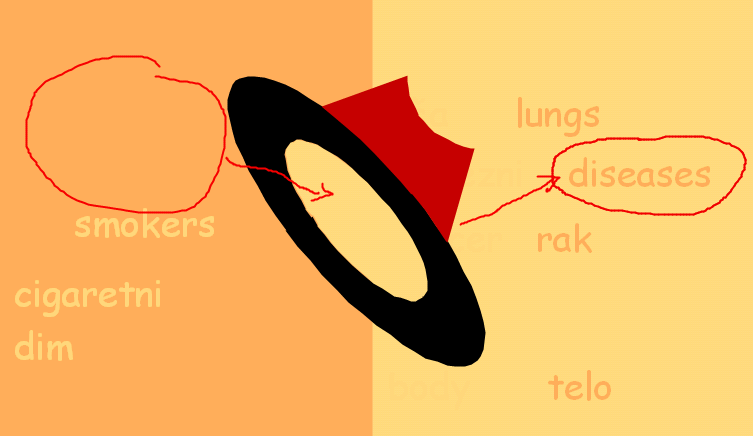 lungs
diseases
smokers
rak
cigaretni
dim
body telo